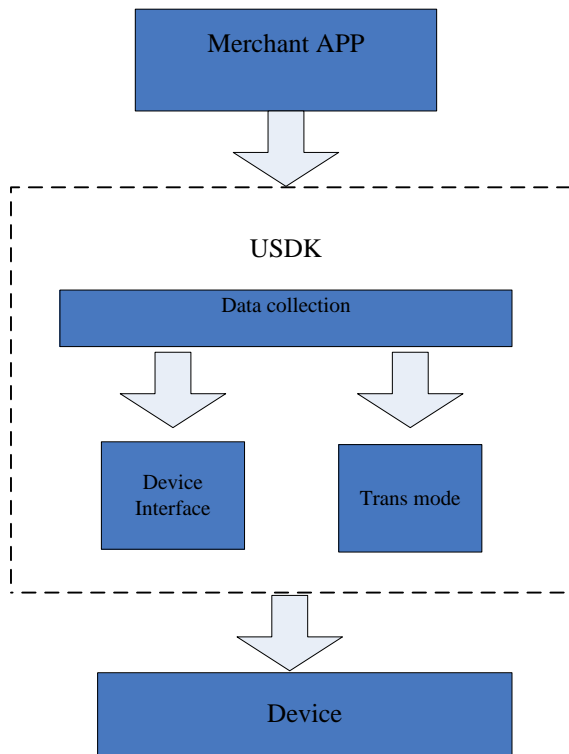 Merchant APP
USDK
Data collection
Device
Interface
Trans mode
Device